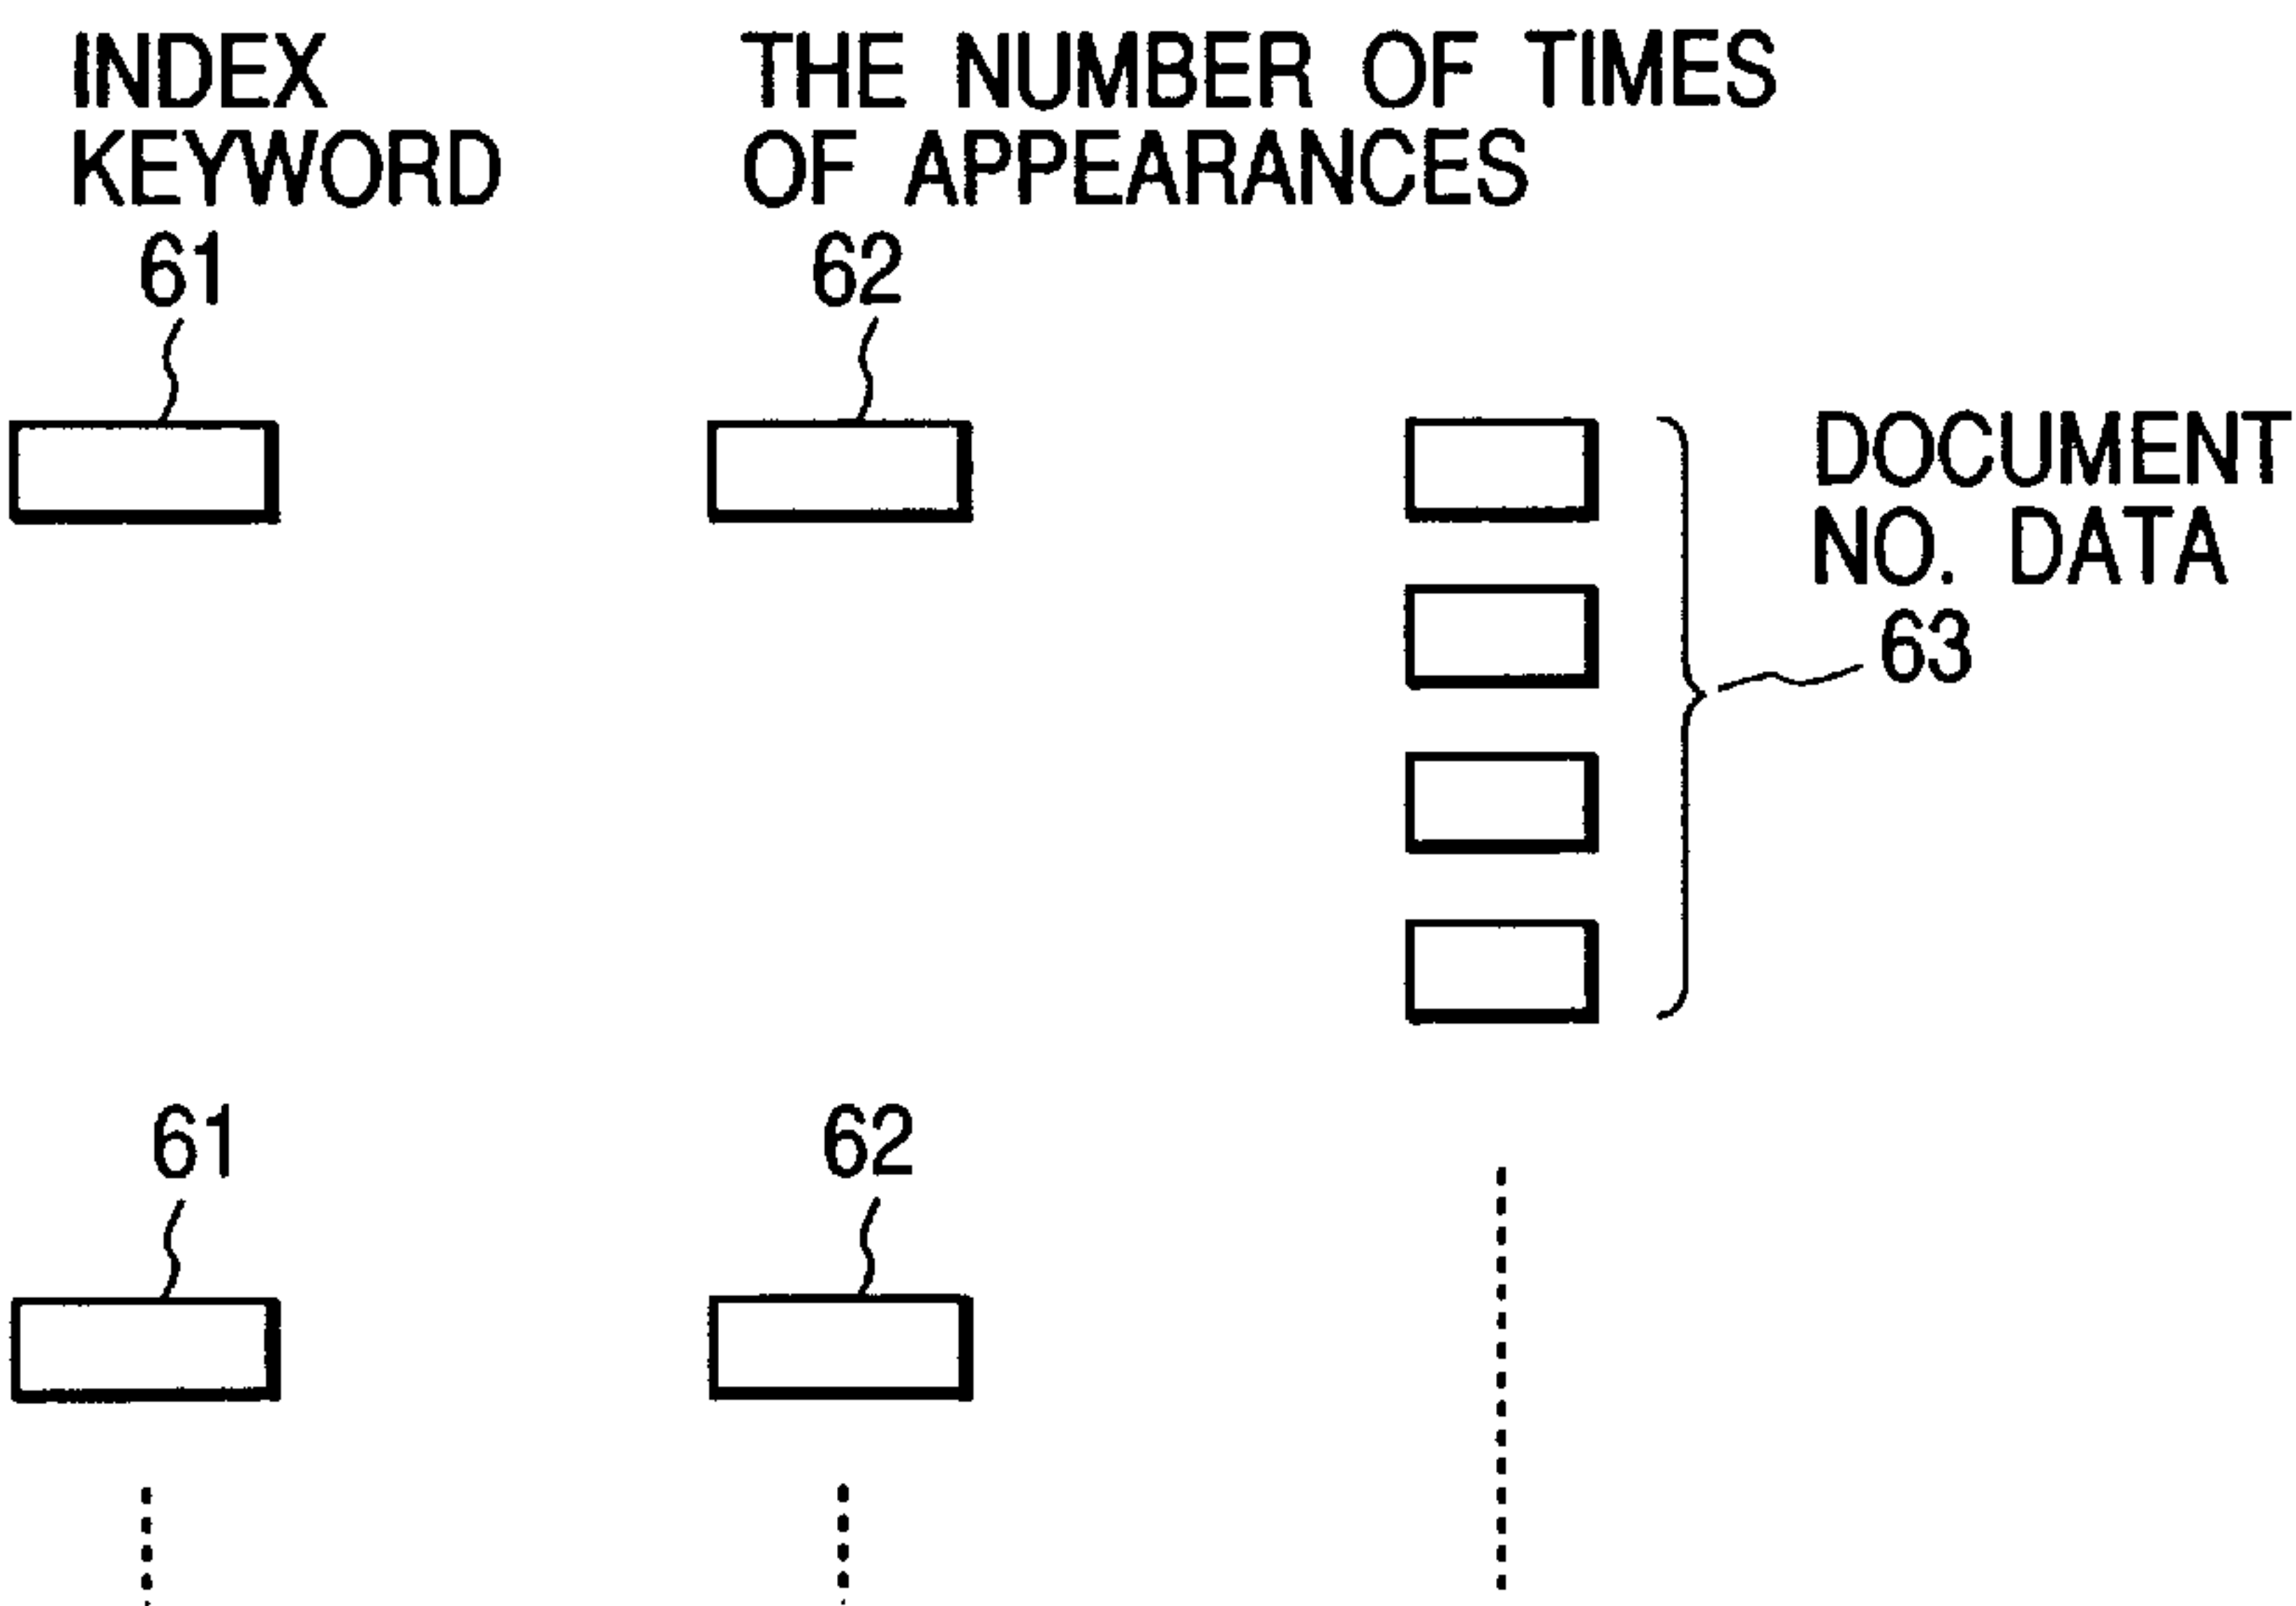 INDEX
KEYWORD
61
THE NUMBER OF TIMES
OF APPEARANCES
62
DOCUMENT
NO. DATA
63
61
62